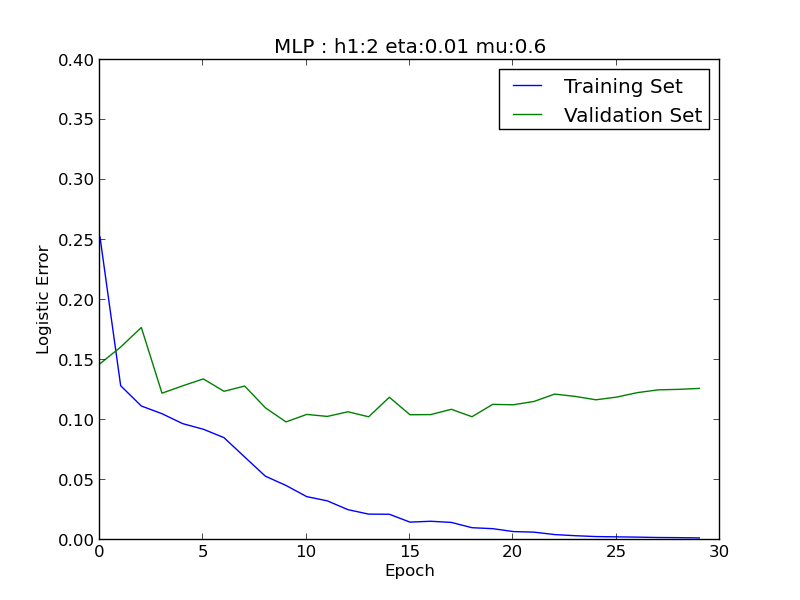 MLP : h1:2 eta:0.01 mu:0.6
Training Set
Validation Set
0.40
0.35
0.30
0.25
0.20
0.15
0.10
0.05
0.00
Logistic Error
0 5 10 15 20 25 30
Epoch